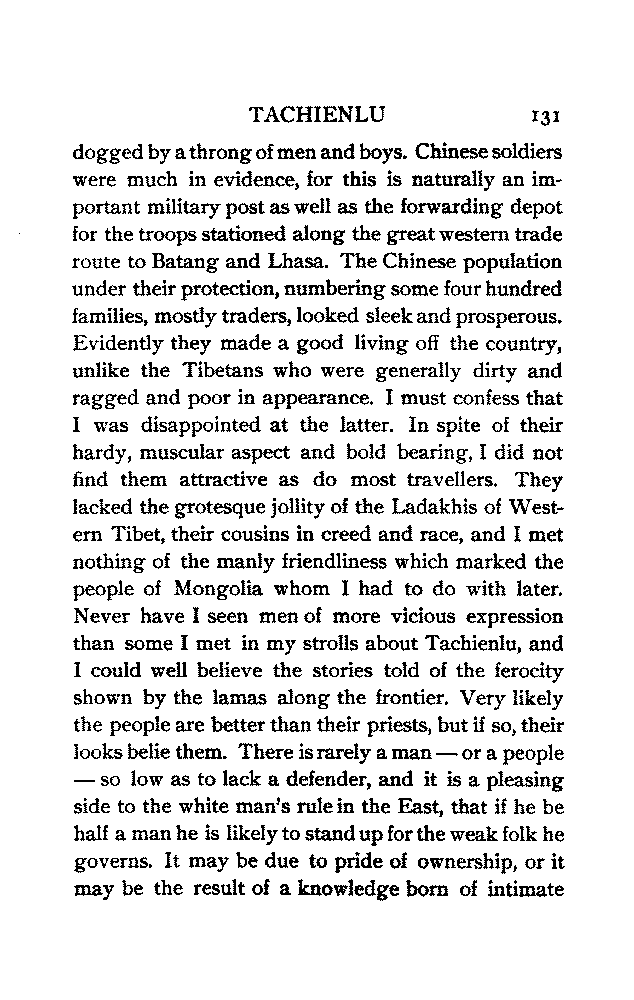 TACHIENLU 131
dogged by a throng of men and boys. Chinese soldiers
were much in evidence, for this is naturally an im-
portant military post as well as the forwarding depot
for the troops stationed along the great western trade
route to Batang and Lhasa. The Chinese population
under their protection, numbering some four hundred
families, mostly traders, looked sleek and prosperous.
Evidently they made a good living off the country,
unlike the Tibetans who were generally dirty and
ragged and poor in appearance. I must confess that
I was disappointed at the latter. In spite of their
hardy, muscular aspect and bold bearing, I did not
find them attractive as do most travellers. They
lacked the grotesque jollity of the Ladakhis of West-
ern Tibet, their cousins in creed and race, and I met
nothing of the manly friendliness which marked the
people of Mongolia whom I had to do with later.
Never have I seen men of more vicious expression
than some I met in my strolls about Tachienlu, and
I could well believe the stories told of the ferocity
shown by the lamas along the frontier. Very likely
the people are better than their priests, but if so, their
looks belie them. There is rarely a man — or a people
— so low as to lack a defender, and it is a pleasing
side to the white man's rule in the East, that if he be
half a man he is likely to stand up for the weak folk he
governs. It may be due to pride of ownership, or it
may be the result of a knowledge born of intimate